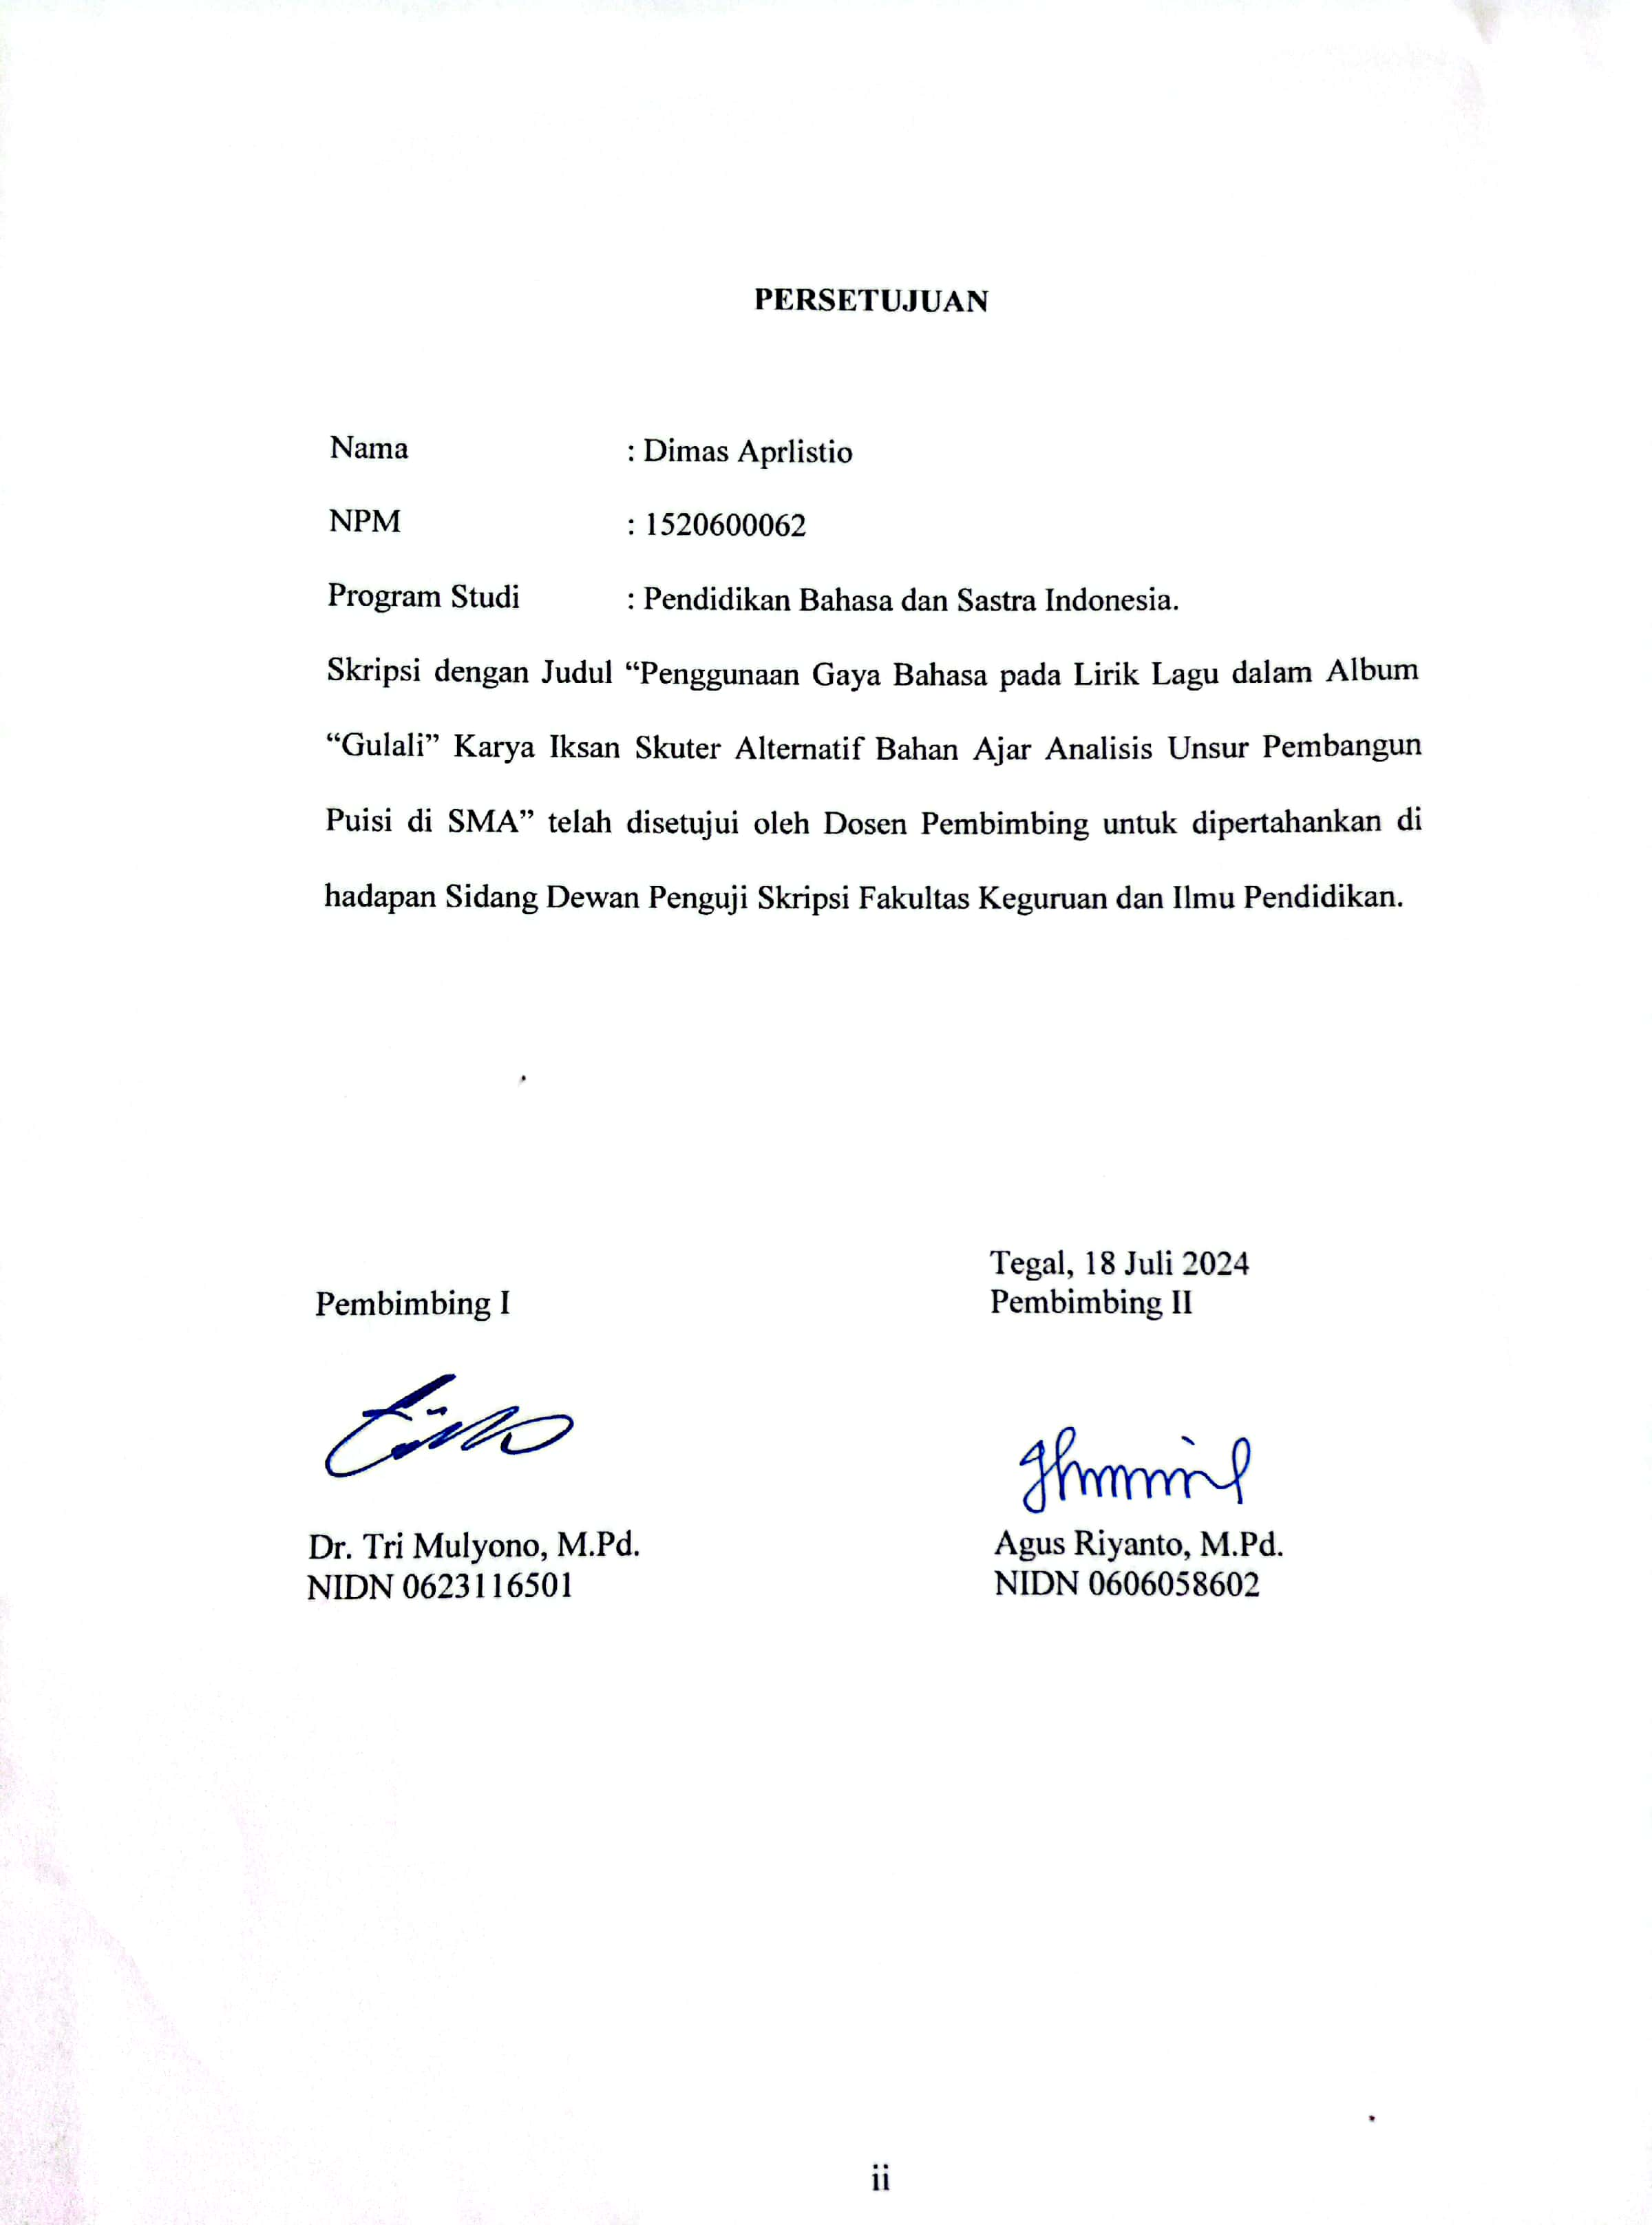 PERSETUJUAN
Nama : Dimas Aprlistio
NPM : 1520600062
Program Studi : Pendidikan Bahasa dan Sastra Indonesia.
Skripsi dengan Judul “Penggunaan Gaya Bahasa pada Lirik Lagu dalam Album
“Gulali” Karya Iksan Skuter Alternatif Bahan Ajar Analisis Unsur Pembangun
Puisi di SMA” telah disetujui oleh Dosen Pembimbing untuk dipertahankan di
hadapan Sidang Dewan Penguji Skripsi Fakultas Keguruan dan Ilmu Pendidikan.
Tegal, 18 Juli 2024
Pembimbing I Pembimbing II
Dr. Tri Mulyono, M.Pd. Agus Riyanto, M.Pd.
NIDN 0623116501 NIDN 0606058602
ii